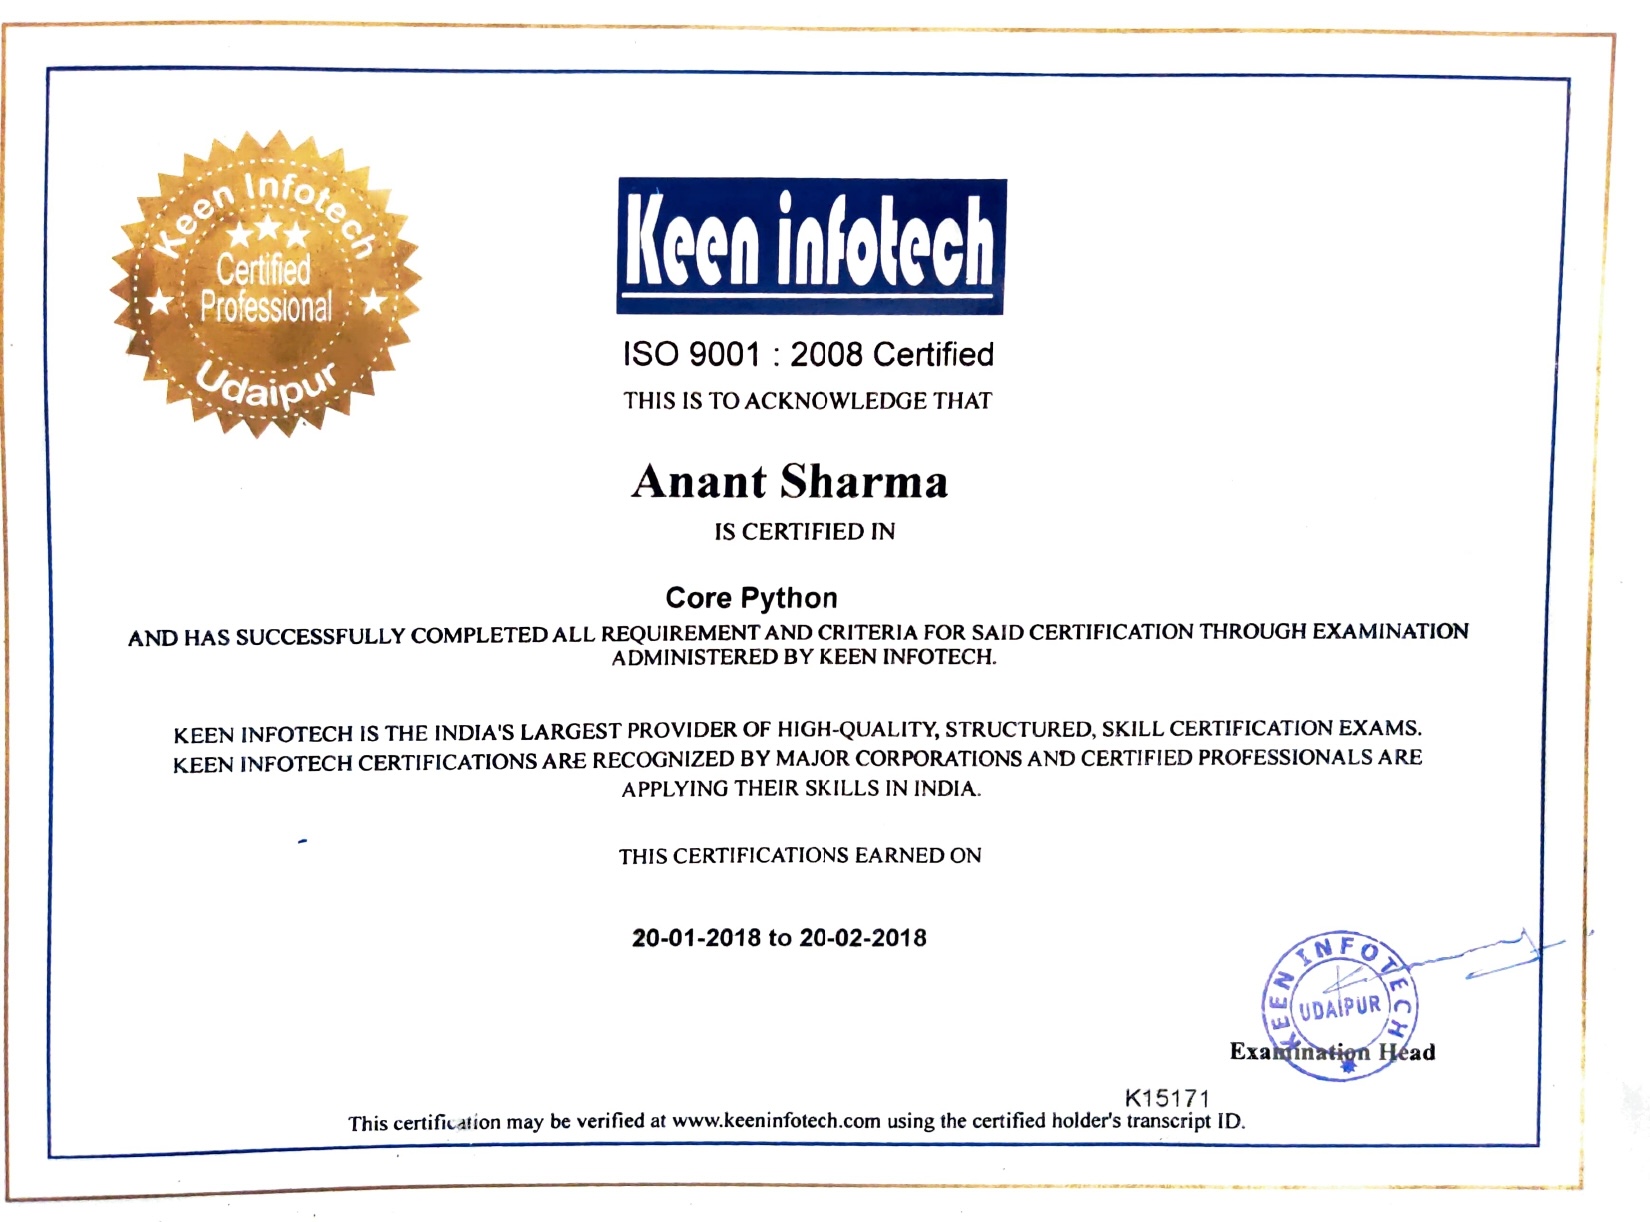 Keen Infotech
Certified
Professional
Udaipur
Keen infotech
ISO 9001 : 2008 Certified
THIS IS TO ACKNOWLEDGE THAT
Anant Sharma
IS CERTIFIED IN
Core Python
AND HAS SUCCESSFULLY COMPLETED ALL REQUIREMENT AND CRITERIA FOR SAID CERTIFICATION THROUGH EXAMINATION
ADMINISTERED BY KEEN INFOTECH.
KEEN INFOTECH IS THE INDIA'S LARGEST PROVIDER OF HIGH-QUALITY, STRUCTURED, SKILL CERTIFICATION EXAMS.
KEEN INFOTECH CERTIFICATIONS ARE RECOGNIZED BY MAJOR CORPORATIONS AND CERTIFIED PROFESSIONALS ARE
APPLYING THEIR SKILLS IN INDIA.
THIS CERTIFICATIONS EARNED ON
20-01-2018 to 20-02-2018
KEEN INFOTECH
UDAIPUR
Examination Head
K15171
This certification may be verified at www.keeninfotech.com using the certified holder's transcript ID.